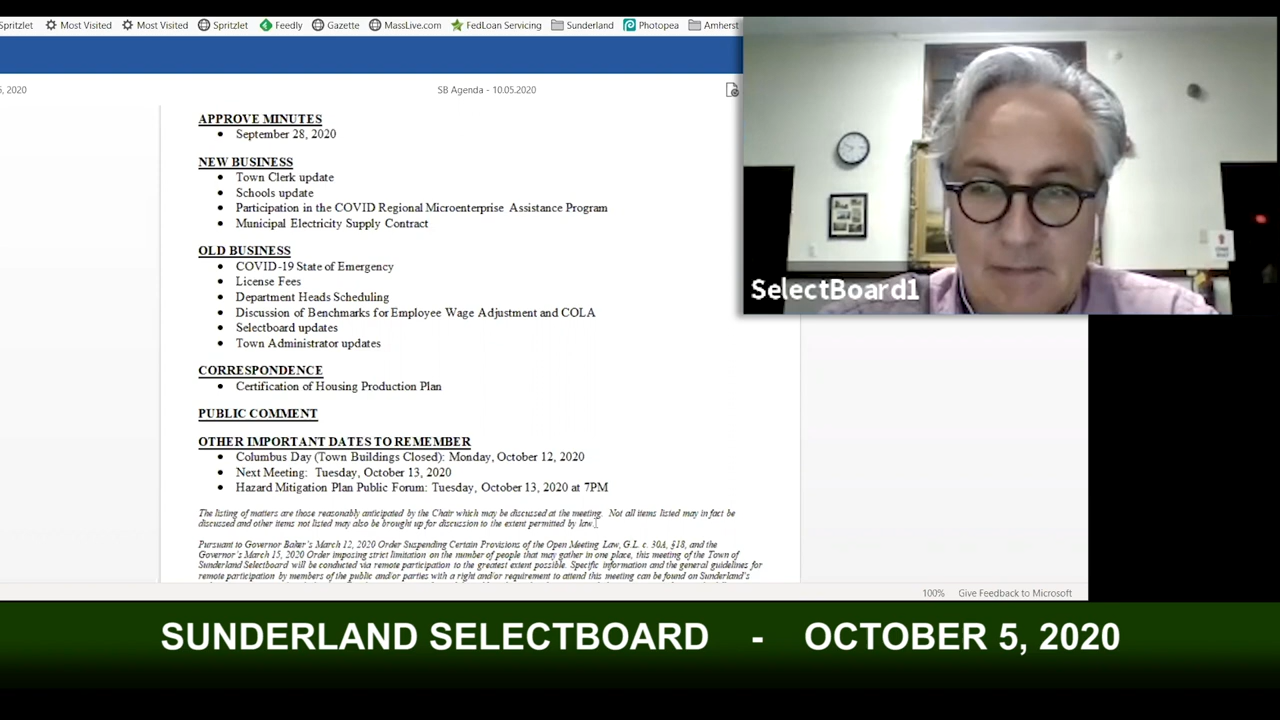 Spritzlet Most Visited Most Visited Spritzlet Feedly Gazette MassLive.com FedLoan Servicing Sunderland Photopea Amherst
, 2020 SB Agenda - 10.05.2020
APPROVE MINUTES
• September 28, 2020
NEW BUSINESS
• Town Clerk update
• Schools update
• Participation in the COVID Regional Microenterprise Assistance Program
• Municipal Electricity Supply Contract
OLD BUSINESS
• COVID-19 State of Emergency
• License Fees
• Department Heads Scheduling
• Discussion of Benchmarks for Employee Wage Adjustment and COLA
• Selectboard updates
• Town Administrator updates
CORRESPONDENCE
• Certification of Housing Production Plan
PUBLIC COMMENT
OTHER IMPORTANT DATES TO REMEMBER
• Columbus Day (Town Buildings Closed): Monday, October 12, 2020
• Next Meeting: Tuesday, October 13, 2020
• Hazard Mitigation Plan Public Forum: Tuesday, October 13, 2020 at 7PM
The listing of matters are those reasonably anticipated by the Chair which may be discussed at the meeting. Not all items listed may in fact be
discussed and other items not listed may also be brought up for discussion to the extent permitted by law.
Pursuant to Governor Baker's March 12, 2020 Order Suspending Certain Provisions of the Open Meeting Law, G.L. c. 30A, §18, and the
Governor's March 15, 2020 Order imposing strict limitation on the number of people that may gather in one place, this meeting of the Town of
Sunderland Selectboard will be conducted via remote participation to the greatest extent possible. Specific information and the general guidelines for
remote participation by members of the public and/or parties with a right and/or requirement to attend this meeting can be found on Sunderland's
100% Give Feedback to Microsoft
SelectBoard1
SUNDERLAND SELECTBOARD - OCTOBER 5, 2020